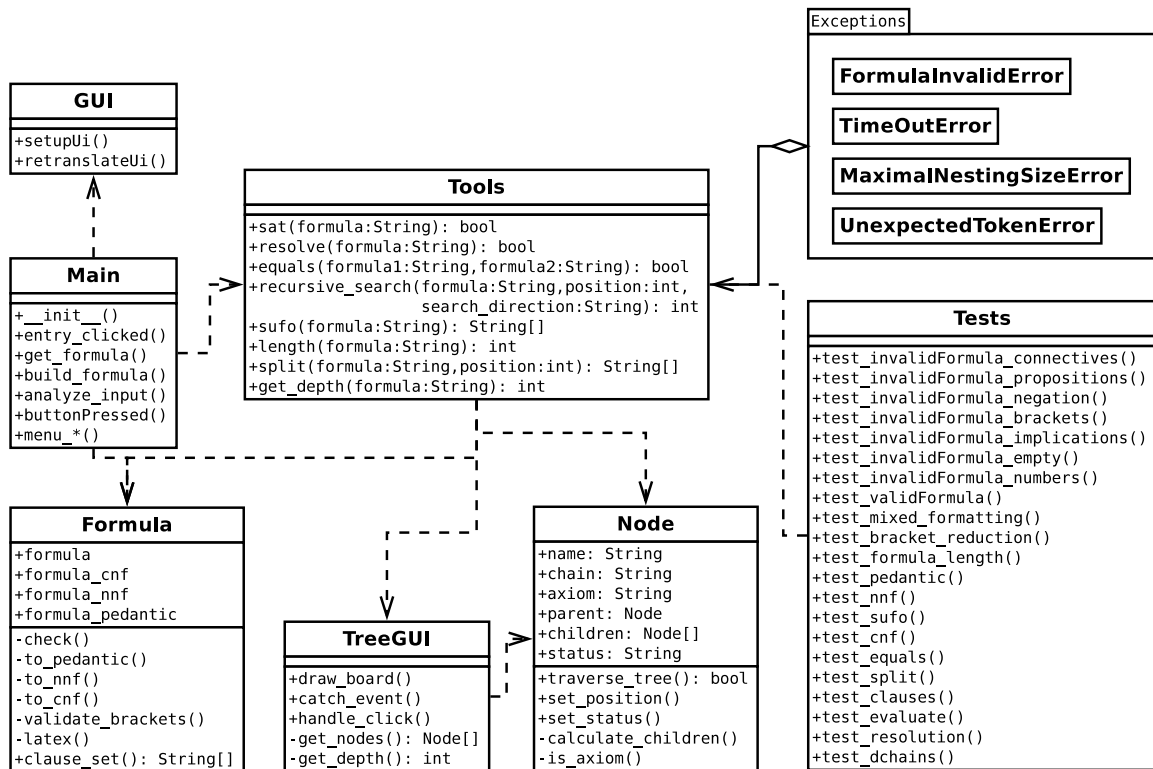 Exceptions
FormulaInvalidError
TimeOutError
MaximalNestingSizeError
UnexpectedTokenError
GUI
+setupUi()
+retranslateUi()
Main
+__init__()
+entry_clicked()
+get_formula()
+build_formula()
+analyze_input()
+buttonPressed()
+menu_*()
Tools
+sat(formula:String): bool
+resolve(formula:String): bool
+equals(formula1:String,formula2:String): bool
+recursive_search(formula:String,position:int,
search_direction:String): int
+sufo(formula:String): String[]
+length(formula:String): int
+split(formula:String,position:int): String[]
+get_depth(formula:String): int
Tests
+test_invalidFormula_connectives()
+test_invalidFormula_propositions()
+test_invalidFormula_negation()
+test_invalidFormula_brackets()
+test_invalidFormula_implications()
+test_invalidFormula_empty()
+test_invalidFormula_numbers()
+test_validFormula()
+test_mixed_formatting()
+test_bracket_reduction()
+test_formula_length()
+test_pedantic()
+test_nnf()
+test_sufo()
+test_cnf()
+test_equals()
+test_split()
+test_clauses()
+test_evaluate()
+test_resolution()
+test_dchains()
Formula
+formula
+formula_cnf
+formula_nnf
+formula_pedantic
-check()
-to_pedantic()
-to_nnf()
-to_cnf()
-validate_brackets()
-latex()
+clause_set(): String[]
TreeGUI
+draw_board()
+catch_event()
+handle_click()
-get_nodes(): Node[]
-get_depth(): int
Node
+name: String
+chain: String
+axiom: String
+parent: Node
+children: Node[]
+status: String
+traverse_tree(): bool
+set_position()
+set_status()
-calculate_children()
-is_axiom()